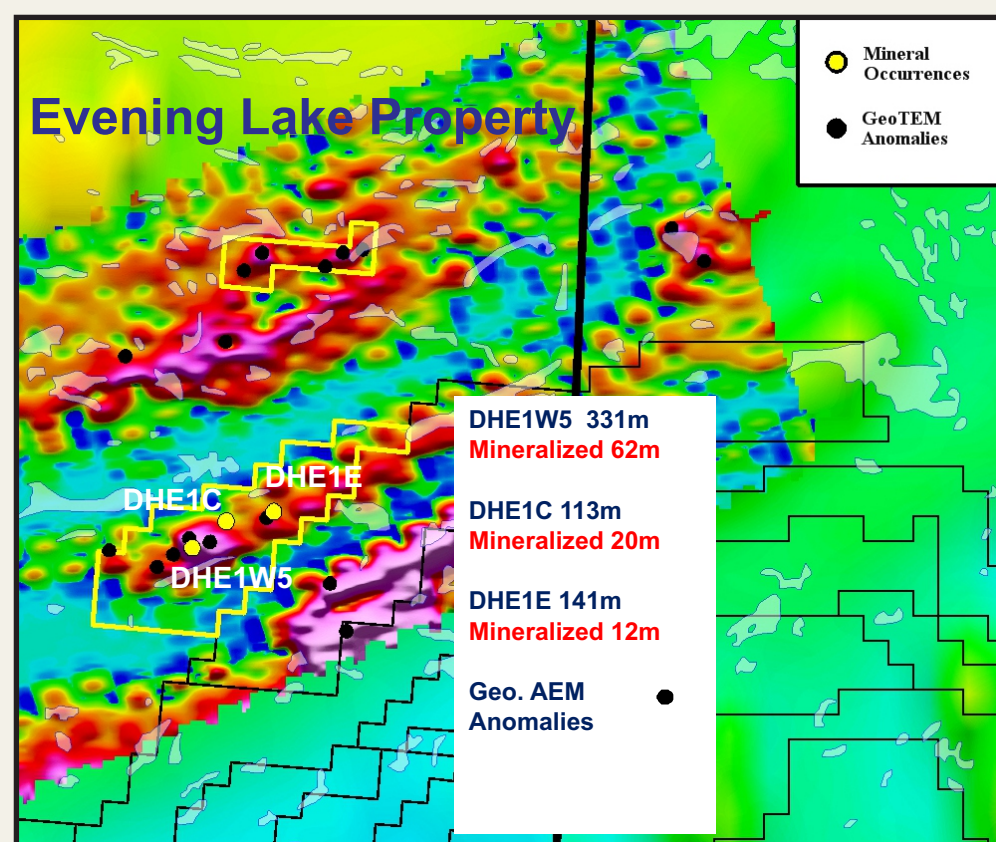 Mineral
Occurrences
GeoTEM
Anomalies
Evening Lake Property
DHE1W5  331m
Mineralized 62m
DHE1C 113m
Mineralized 20m
DHE1E 141m
Mineralized 12m
Geo. AEM
Anomalies
DHE1E
DHE1C
DHE1W5